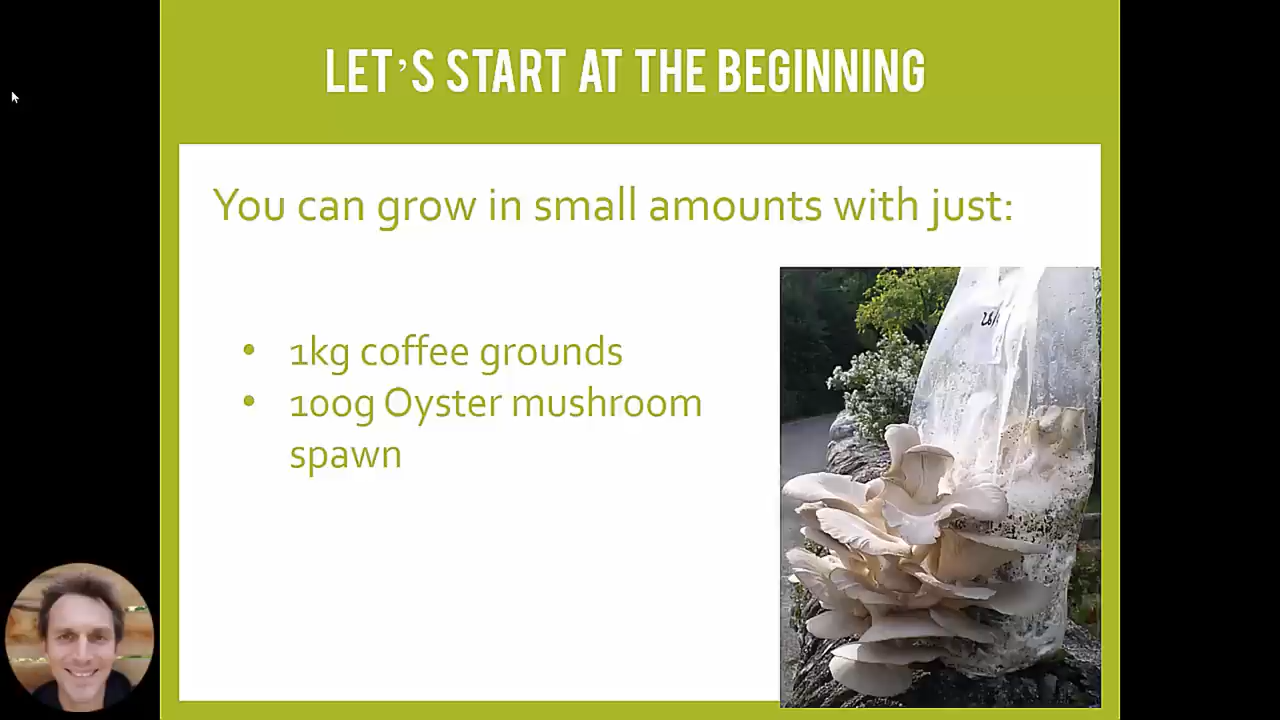 LET'S START AT THE BEGINNING
You can grow in small amounts with just:
• 1kg coffee grounds
• 100g Oyster mushroom
spawn